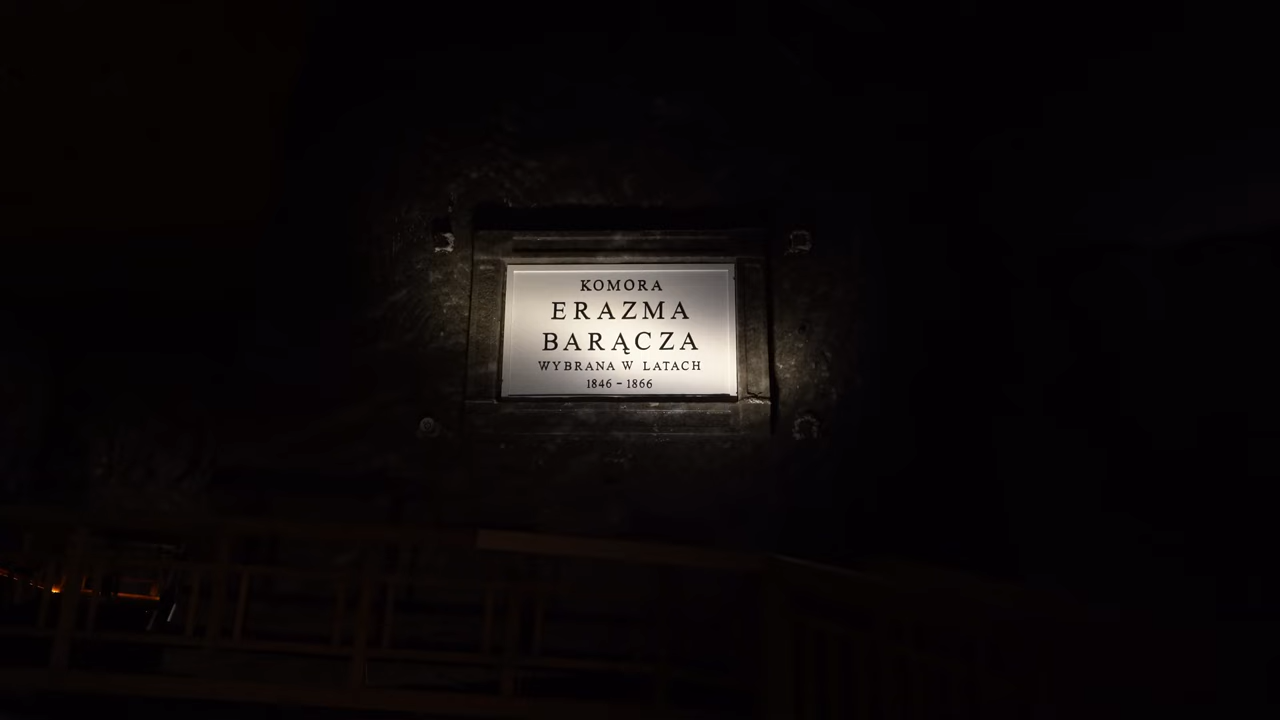 KOMORA
ERAZMA
BARĄCZA
WYBRANA W LATACH
1846 – 1866